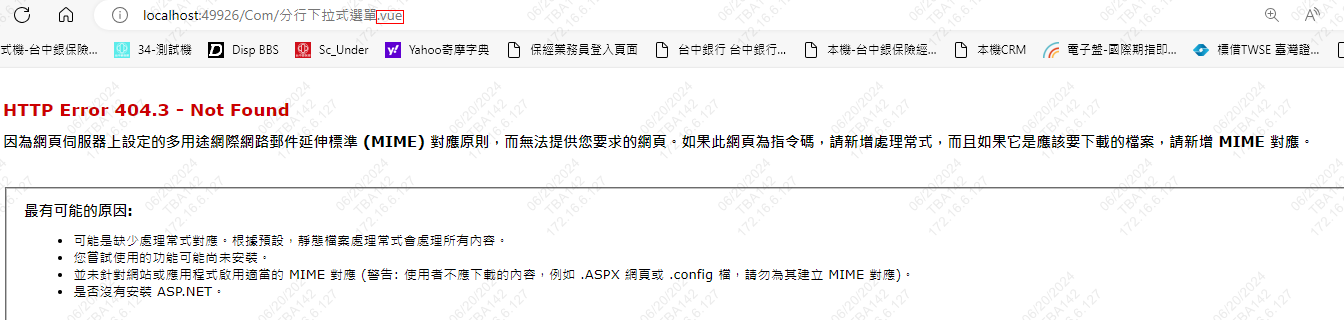 localhost:49926/Com/分行下拉式選單.vue
式機-台中銀保險... 34-測試機 Disp BBS Sc_Under Yahoo奇摩字典 保經業務員登入頁面 台中銀行 台中銀行... 本機-台中銀保險經... 本機CRM 電子盤-國際期指即... 標借TWSE 臺灣證...
HTTP Error 404.3 - Not Found
因為網頁伺服器上設定的多用途網際網路郵件延伸標準 (MIME) 對應原則，而無法提供您要求的網頁。如果此網頁為指令碼，請新增處理常式，而且如果它是應該要下載的檔案，請新增 MIME 對應。
最有可能的原因:
• 可能是缺少處理常式對應。根據預設，靜態檔案處理常式會處理所有內容。
• 您嘗試使用的功能可能尚未安裝。
• 並未針對網站或應用程式啟用適當的 MIME 對應 (警告: 使用者不應下載的內容，例如 .ASPX 網頁或 .config 檔，請勿為其建立 MIME 對應)。
• 是否沒有安裝 ASP.NET。
06/20/2024
TBA142
172.16.6.127